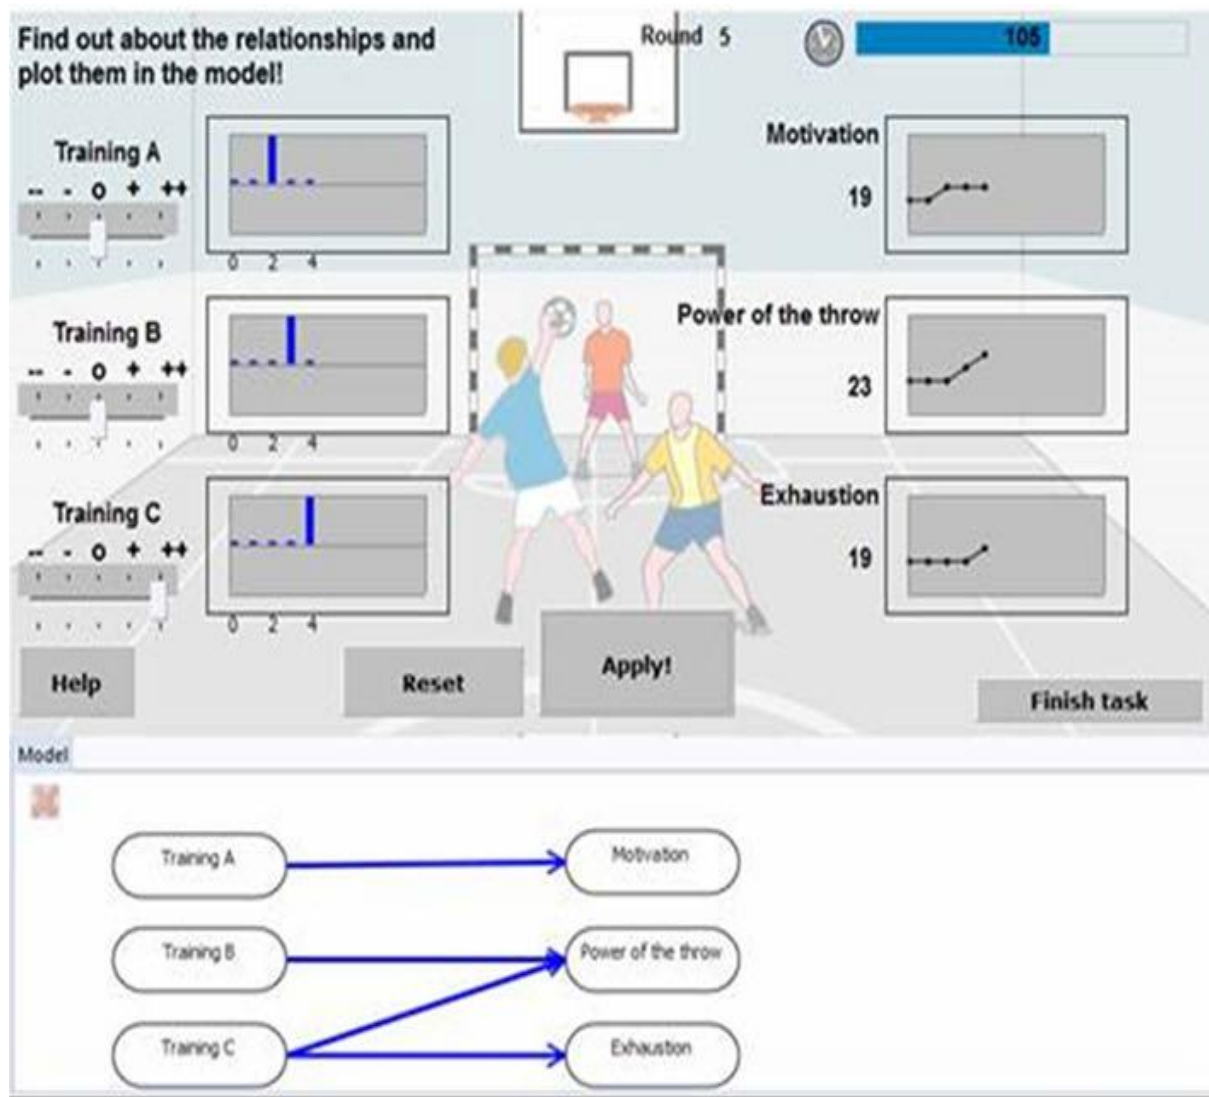 Find out about the relationships and
plot them in the model!
Round 5
105
Training A
-- - o + ++
0 2 4
Motivation
19
Training B
-- - o + ++
0 2 4
Power of the throw
23
Training C
-- - o + ++
0 2 4
Exhaustion
19
Help
Reset
Apply!
Finish task
Model
Training A
Motivation
Training B
Power of the throw
Training C
Exhaustion